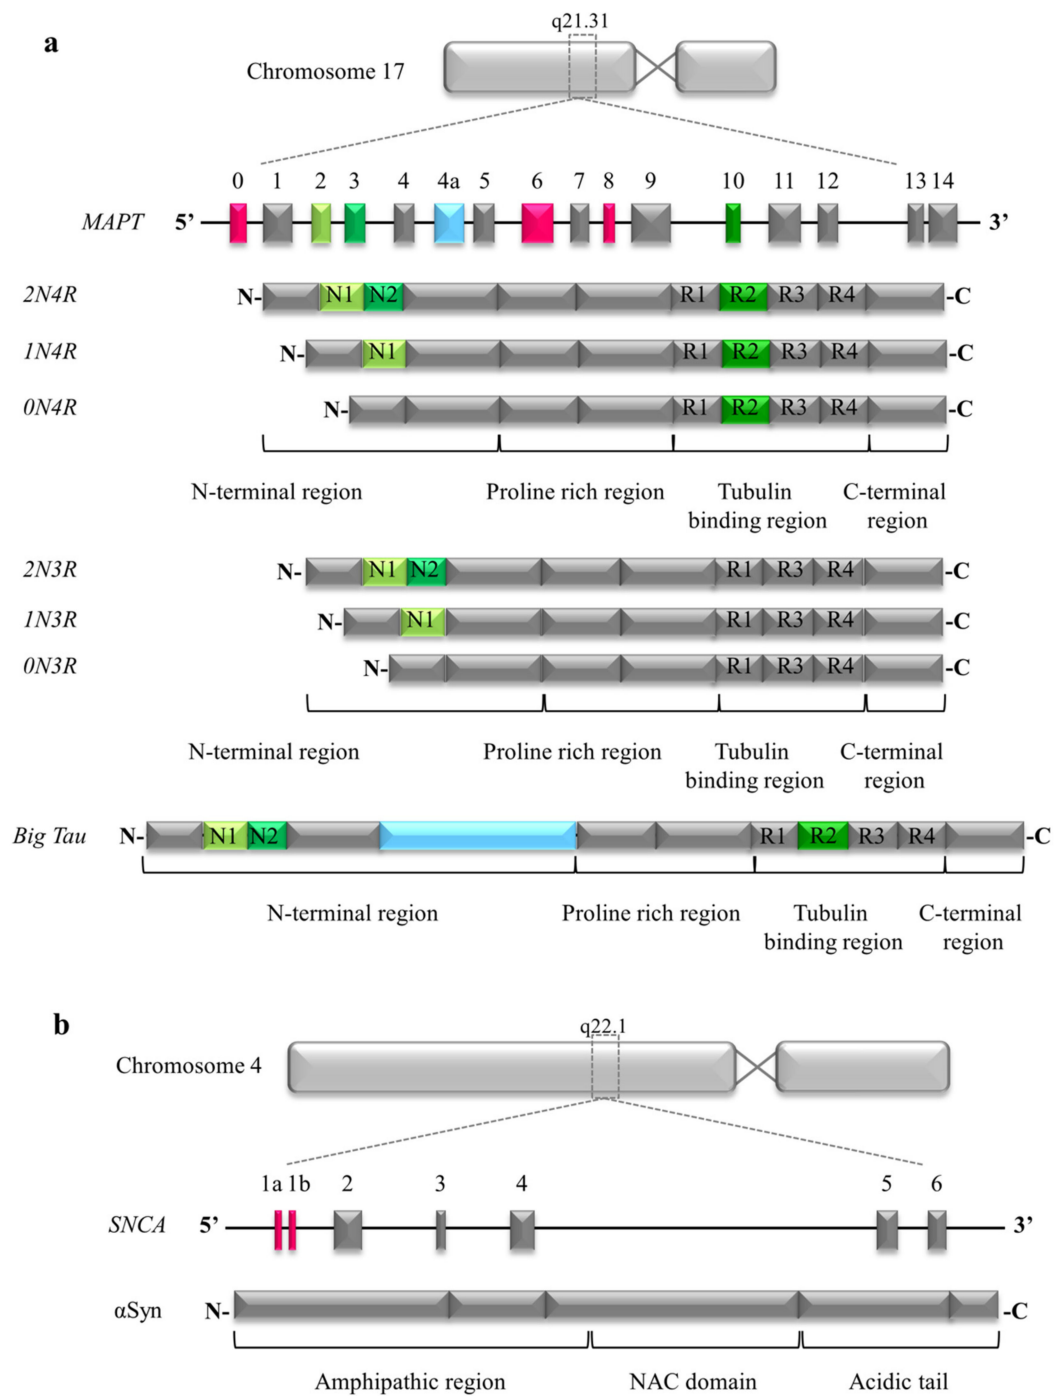 a
q21.31
Chromosome 17
0 1 2 3 4 4a 5 6 7 8 9 10 11 12 13 14
MAPT 5’ 3’
2N4R N- N1 N2 R1 R2 R3 R4 -C
1N4R N- N1 R1 R2 R3 R4 -C
0N4R N- R1 R2 R3 R4 -C
N-terminal region Proline rich region Tubulin C-terminal
binding region region
2N3R N- N1 N2 R1 R3 R4 -C
1N3R N- N1 R1 R3 R4 -C
0N3R N- R1 R3 R4 -C
N-terminal region Proline rich region Tubulin C-terminal
binding region region
Big Tau N- N1 N2 R1 R2 R3 R4 -C
N-terminal region Proline rich region Tubulin C-terminal
binding region region
b
q22.1
Chromosome 4
1a 1b 2 3 4 5 6
SNCA 5’ 3’
αSyn N- -C
Amphipathic region NAC domain Acidic tail